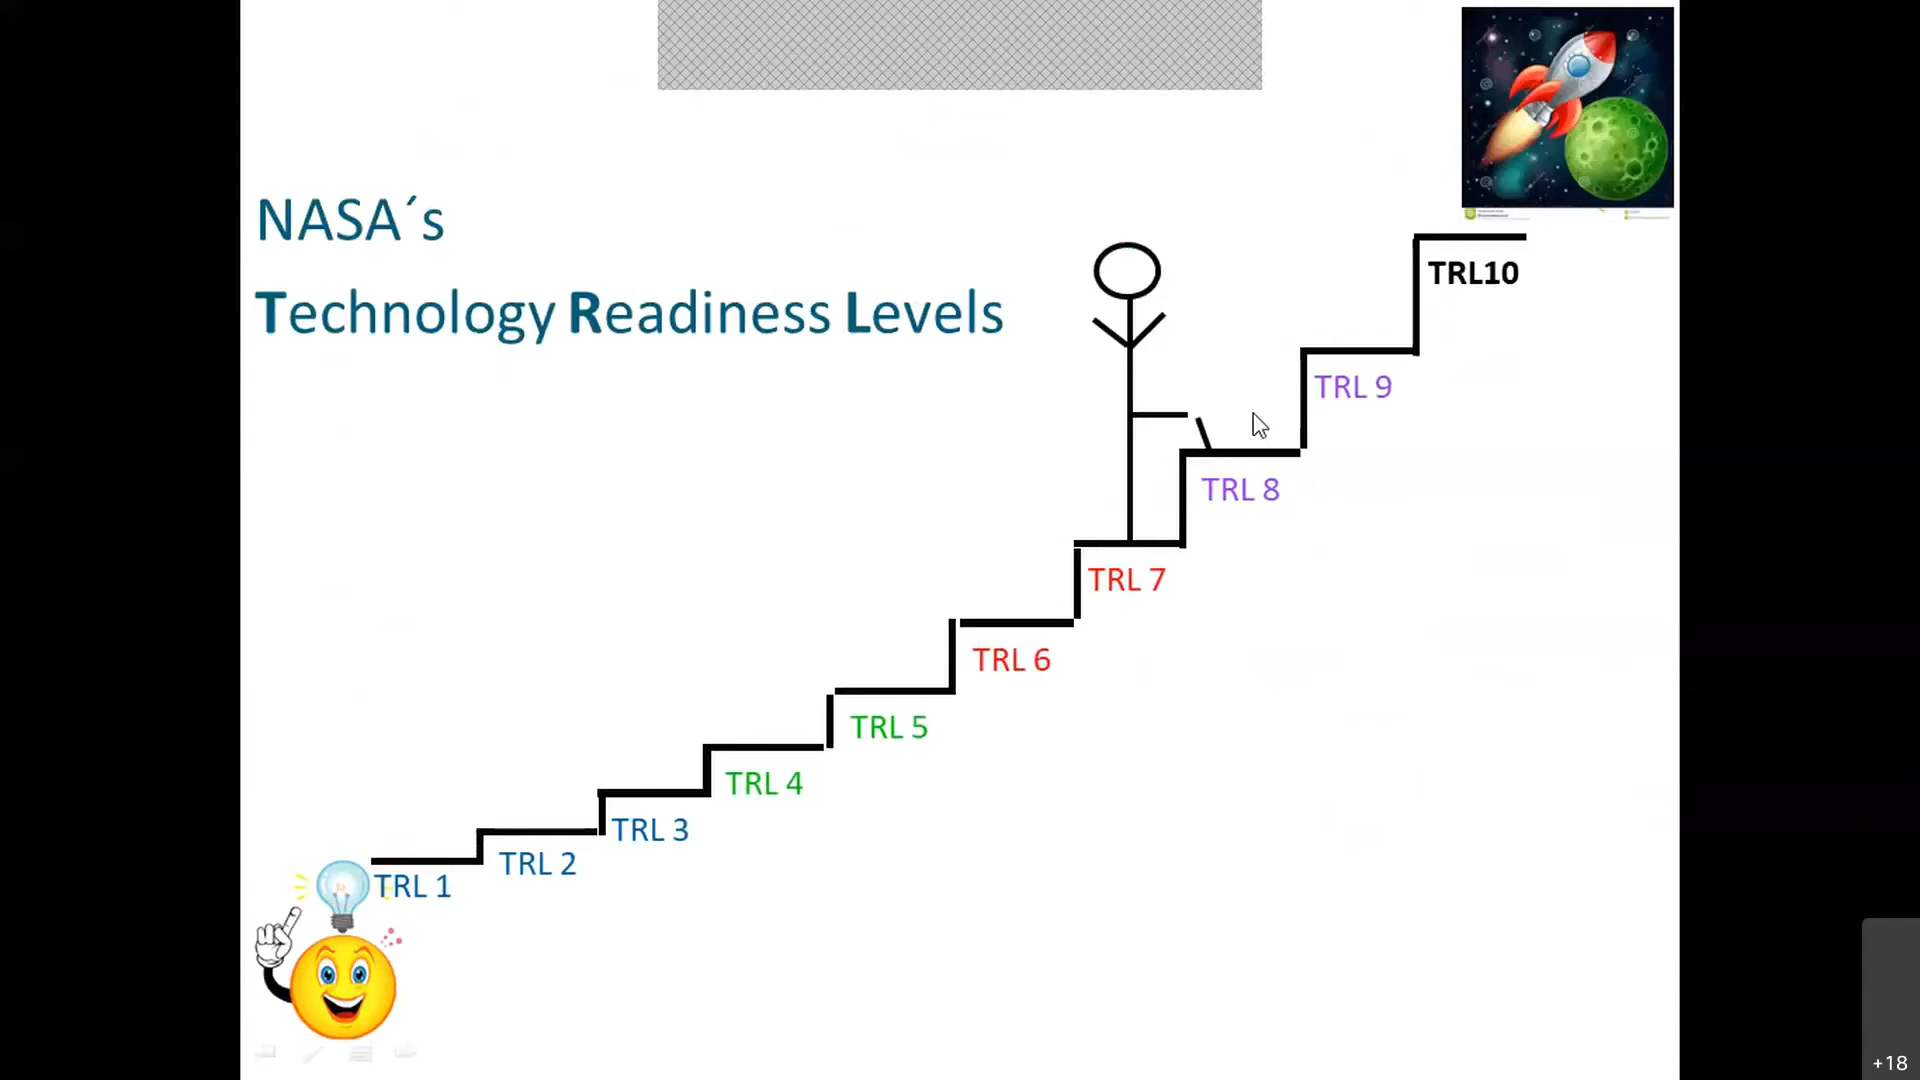 NASA´s
Technology Readiness Levels
TRL10
TRL 9
TRL 8
TRL 7
TRL 6
TRL 5
TRL 4
TRL 3
TRL 2
TRL 1
+18